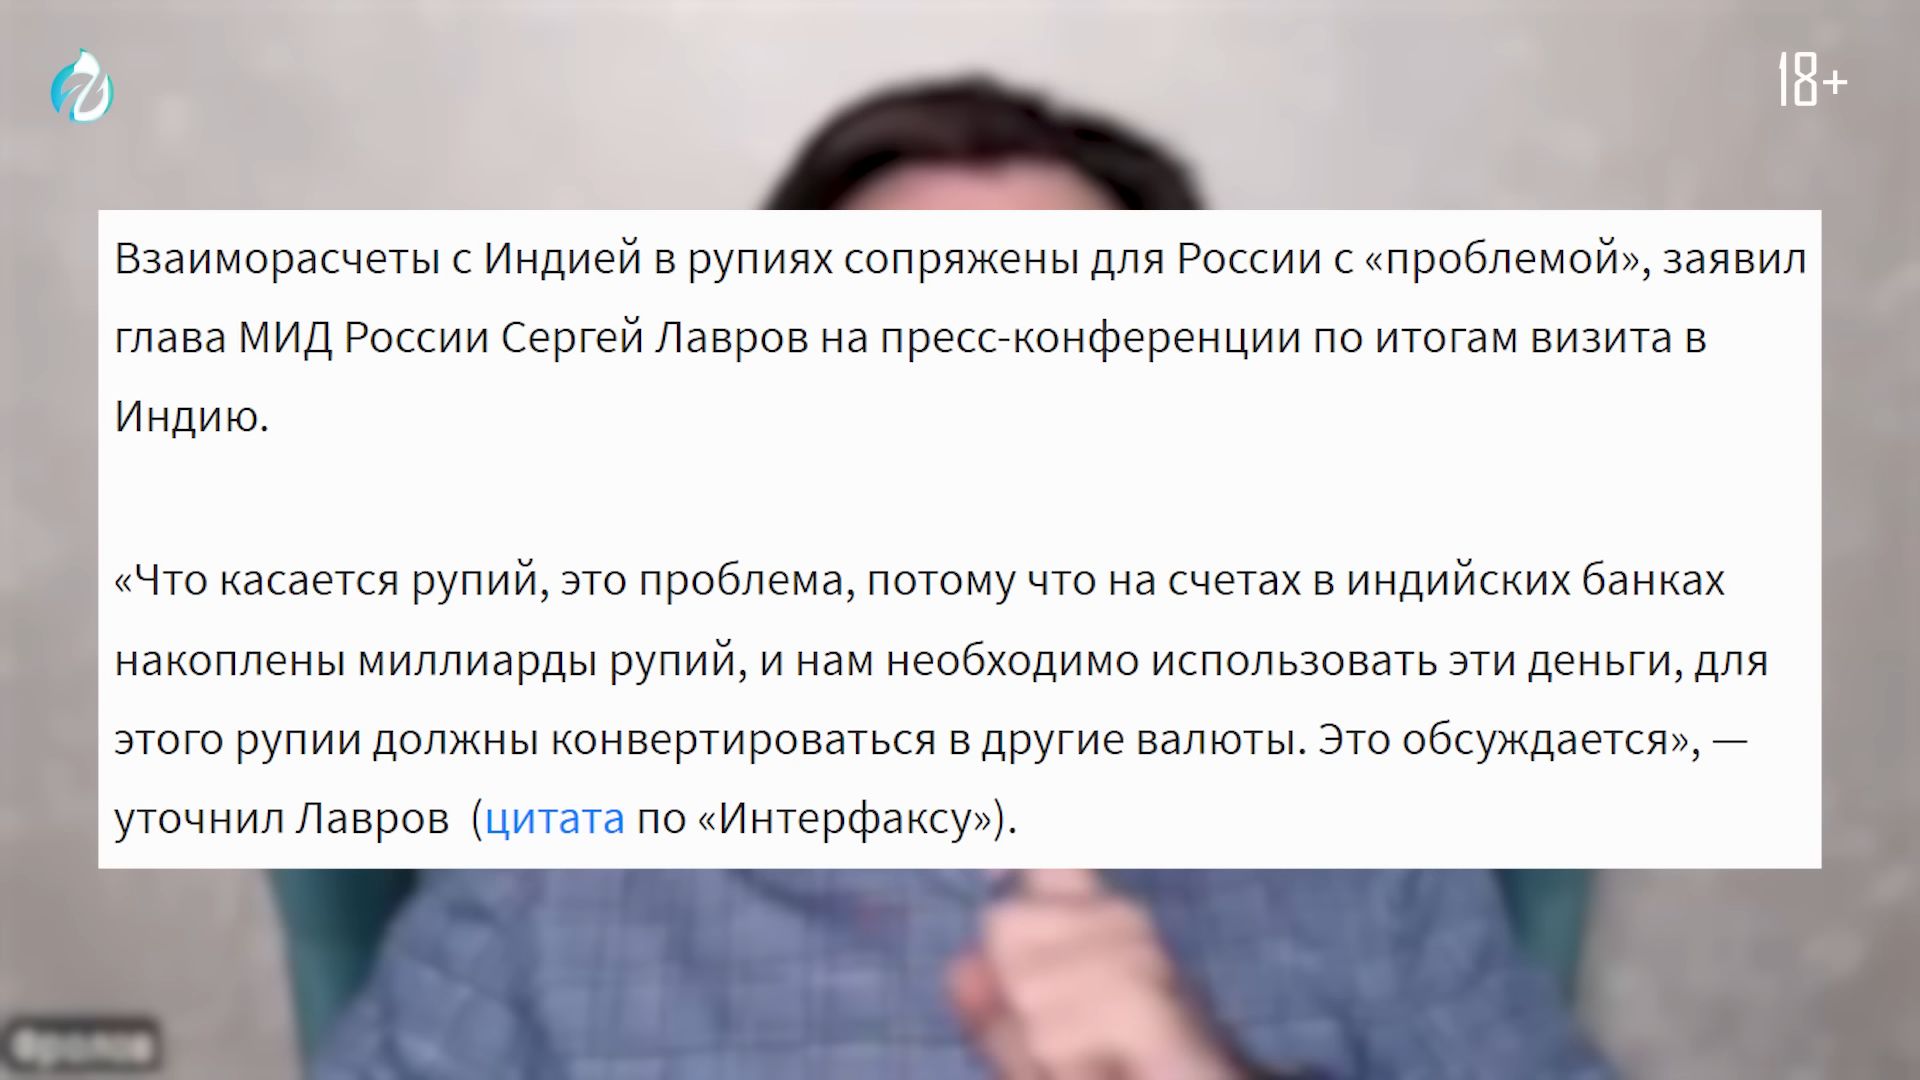 18+
Взаиморасчеты с Индией в рупиях сопряжены для России с «проблемой», заявил
глава МИД России Сергей Лавров на пресс-конференции по итогам визита в
Индию.
«Что касается рупий, это проблема, потому что на счетах в индийских банках
накоплены миллиарды рупий, и нам необходимо использовать эти деньги, для
этого рупии должны конвертироваться в другие валюты. Это обсуждается», —
уточнил Лавров (цитата по «Интерфаксу»).
Фролов